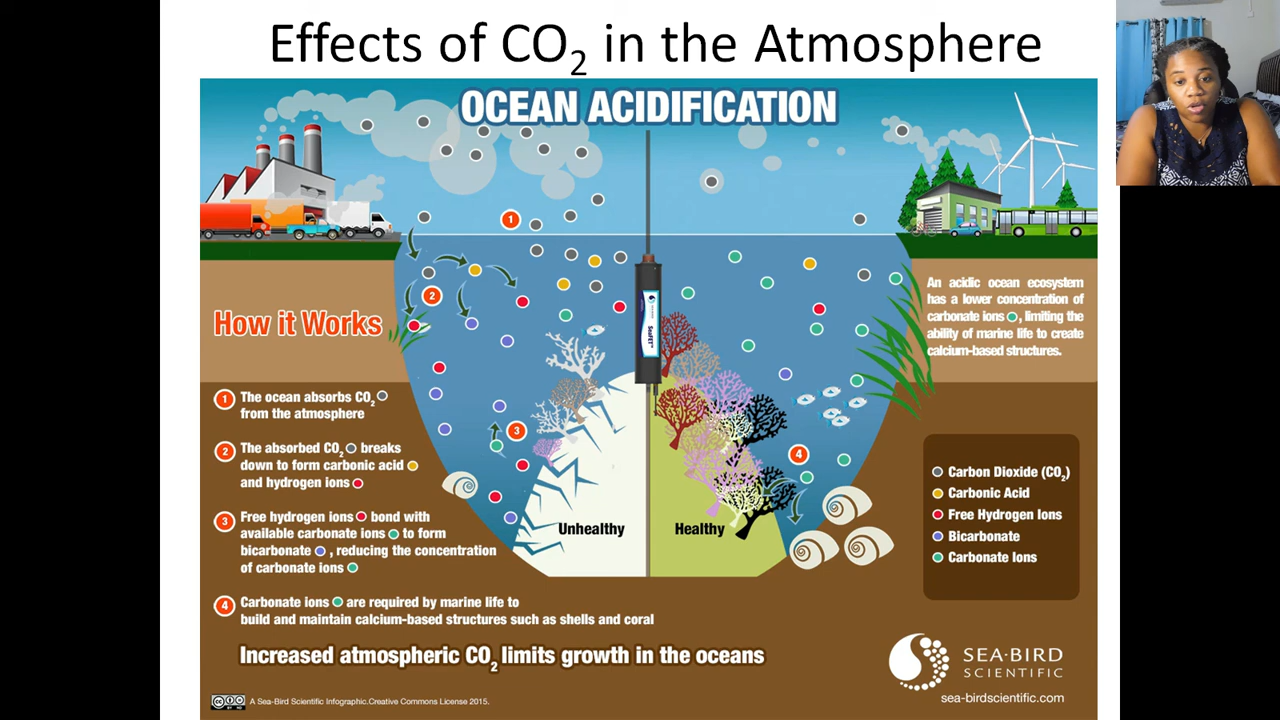 Effects of CO2 in the Atmosphere
OCEAN ACIDIFICATION
1
2
How it Works
An acidic ocean ecosystem
has a lower concentration of
carbonate ions , limiting the
ability of marine life to create
calcium-based structures.
1 The ocean absorbs CO2
from the atmosphere
2 The absorbed CO2 breaks
down to form carbonic acid
and hydrogen ions
3 Free hydrogen ions bond with
available carbonate ions to form
bicarbonate , reducing the concentration
of carbonate ions
4 Carbonate ions are required by marine life to
build and maintain calcium-based structures such as shells and coral
Increased atmospheric CO2 limits growth in the oceans
SeaFET™
3
4
Unhealthy
Healthy
Carbon Dioxide (CO2)
Carbonic Acid
Free Hydrogen Ions
Bicarbonate
Carbonate Ions
SEA·BIRD
SCIENTIFIC
sea-birdscientific.com
A Sea-Bird Scientific Infographic.Creative Commons License 2015.